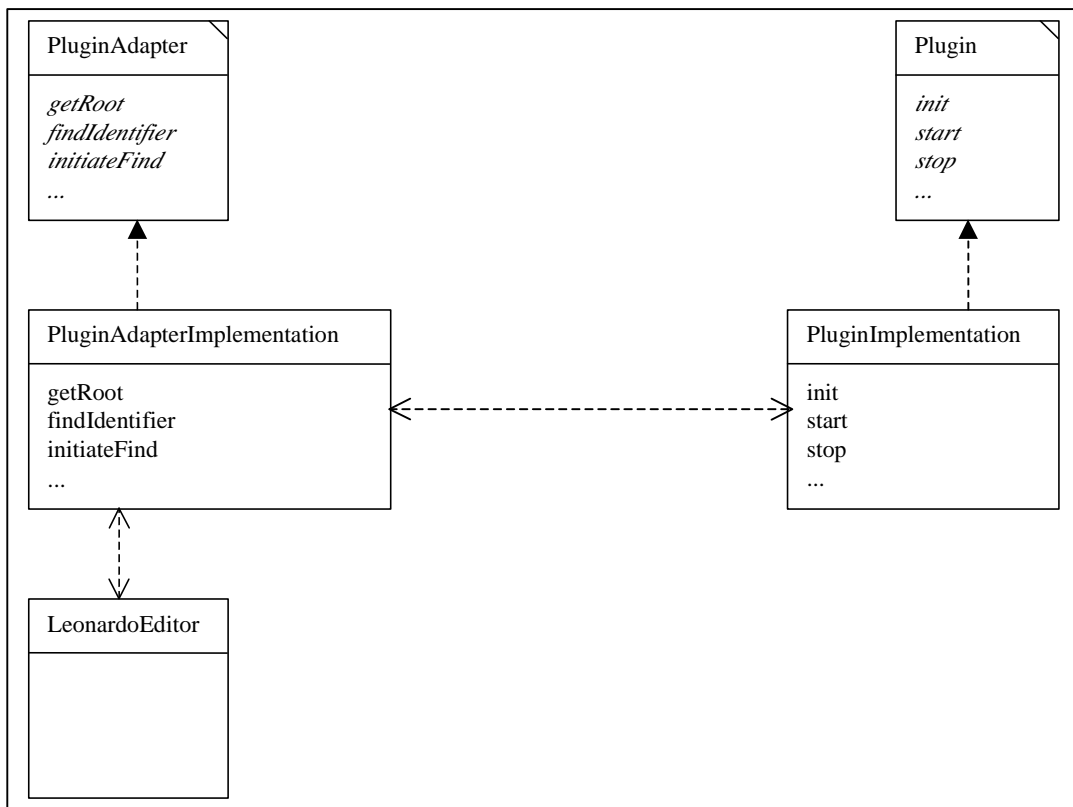 PluginAdapter
getRoot
findIdentifier
initiateFind
...
Plugin
init
start
stop
...
PluginAdapterImplementation
getRoot
findIdentifier
initiateFind
...
PluginImplementation
init
start
stop
...
LeonardoEditor